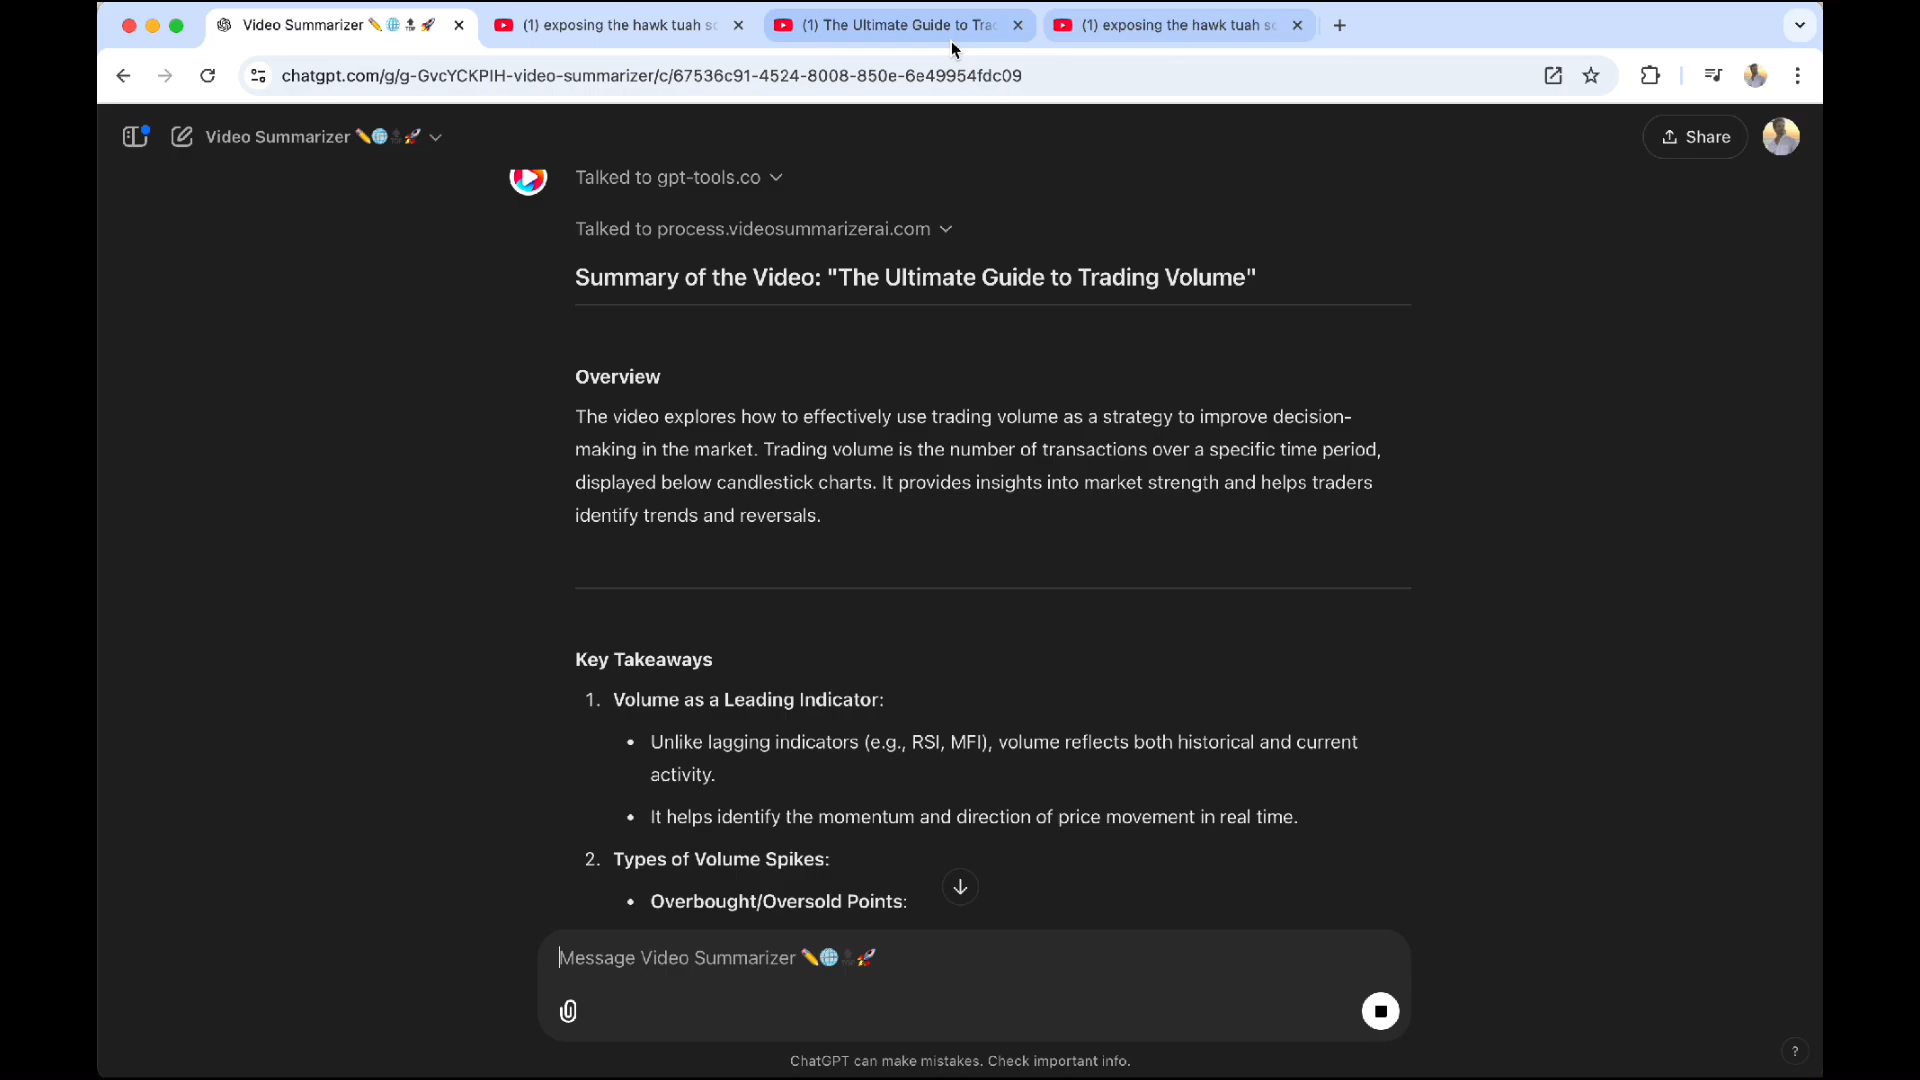 Video Summarizer ✏️🌐🔝🚀
(1) exposing the hawk tuah sc
(1) The Ultimate Guide to Trac
(1) exposing the hawk tuah sc
chatgpt.com/g/g-GvcYCKPIH-video-summarizer/c/67536c91-4524-8008-850e-6e49954fdc09
Video Summarizer ✏️🌐🔝🚀
Share
Talked to gpt-tools.co
Talked to process.videosummarizerai.com
Summary of the Video: "The Ultimate Guide to Trading Volume"
Overview
The video explores how to effectively use trading volume as a strategy to improve decision-
making in the market. Trading volume is the number of transactions over a specific time period,
displayed below candlestick charts. It provides insights into market strength and helps traders
identify trends and reversals.
Key Takeaways
1. Volume as a Leading Indicator:
• Unlike lagging indicators (e.g., RSI, MFI), volume reflects both historical and current
activity.
• It helps identify the momentum and direction of price movement in real time.
2. Types of Volume Spikes:
• Overbought/Oversold Points:
Message Video Summarizer ✏️🌐🔝🚀
ChatGPT can make mistakes. Check important info.
?